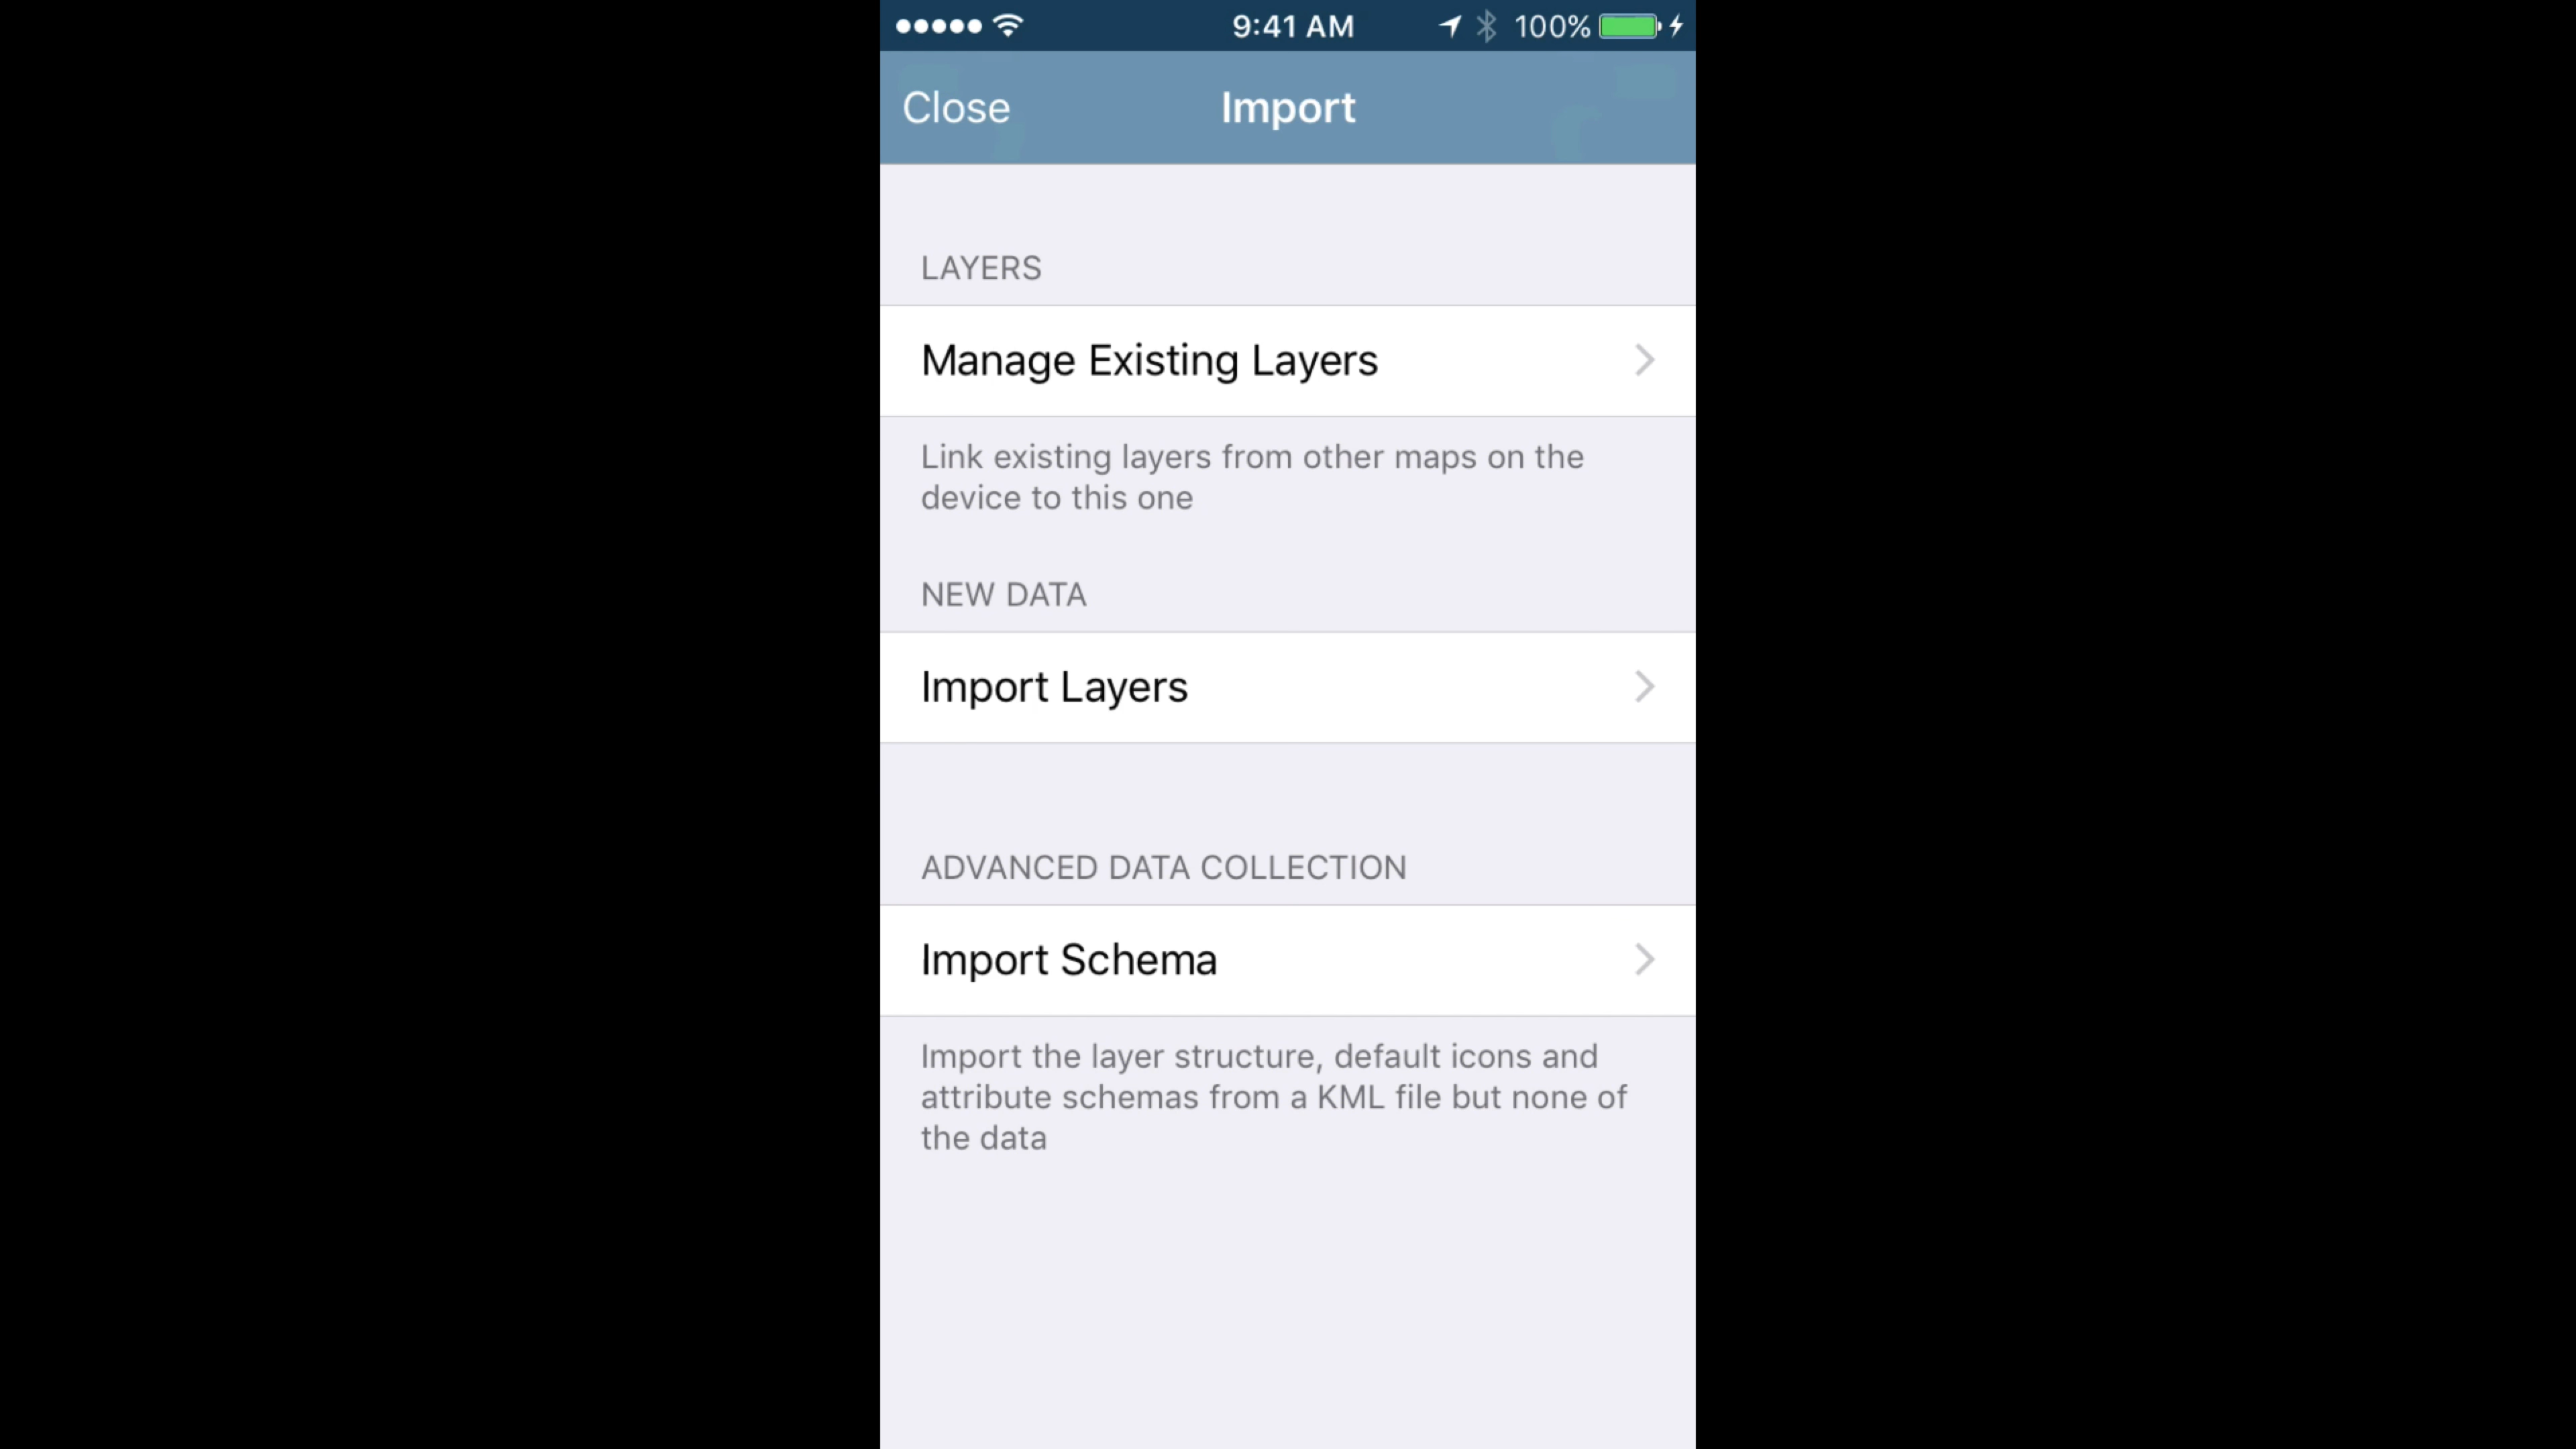 9:41 AM
100%
Close
Import
LAYERS
Manage Existing Layers
Link existing layers from other maps on the
device to this one
NEW DATA
Import Layers
ADVANCED DATA COLLECTION
Import Schema
Import the layer structure, default icons and
attribute schemas from a KML file but none of
the data